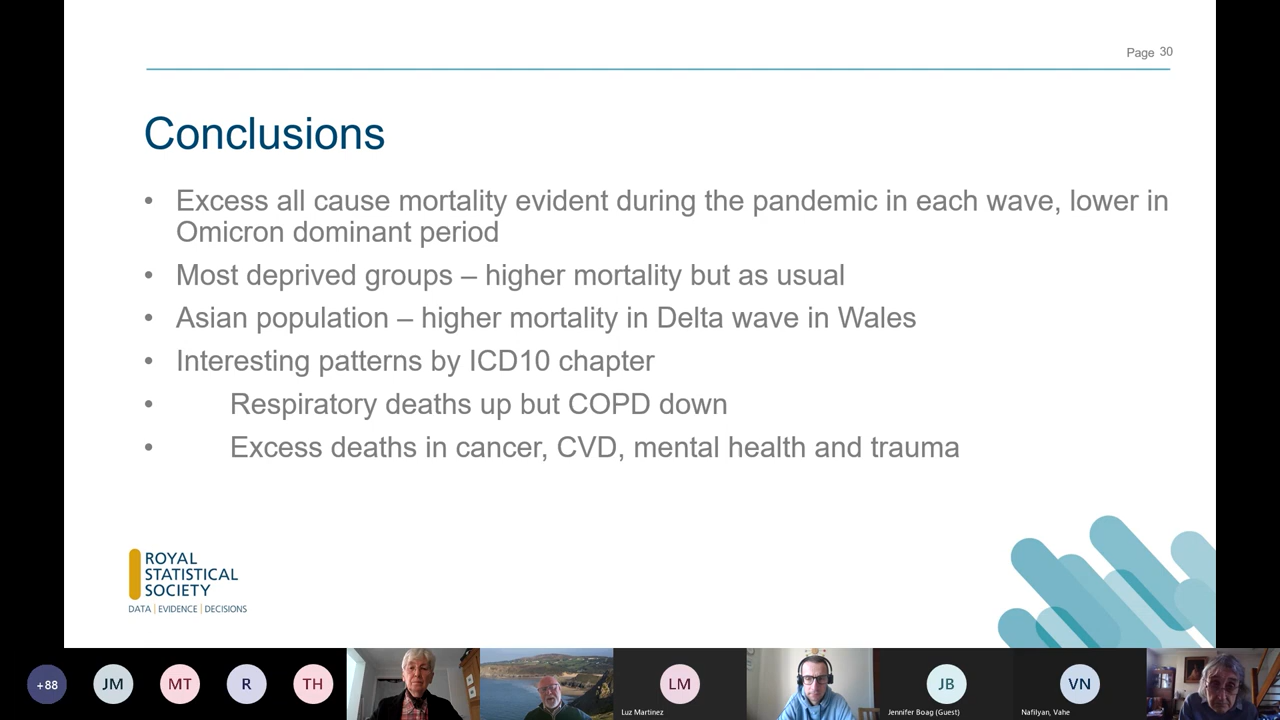 Page 30
Conclusions
• Excess all cause mortality evident during the pandemic in each wave, lower in
Omicron dominant period
• Most deprived groups – higher mortality but as usual
• Asian population – higher mortality in Delta wave in Wales
• Interesting patterns by ICD10 chapter
• Respiratory deaths up but COPD down
• Excess deaths in cancer, CVD, mental health and trauma
ROYAL
STATISTICAL
SOCIETY
DATA | EVIDENCE | DECISIONS
+88 JM MT R TH LM JB VN
Luz Martinez Jennifer Boag (Guest) Nafilyan, Vahe